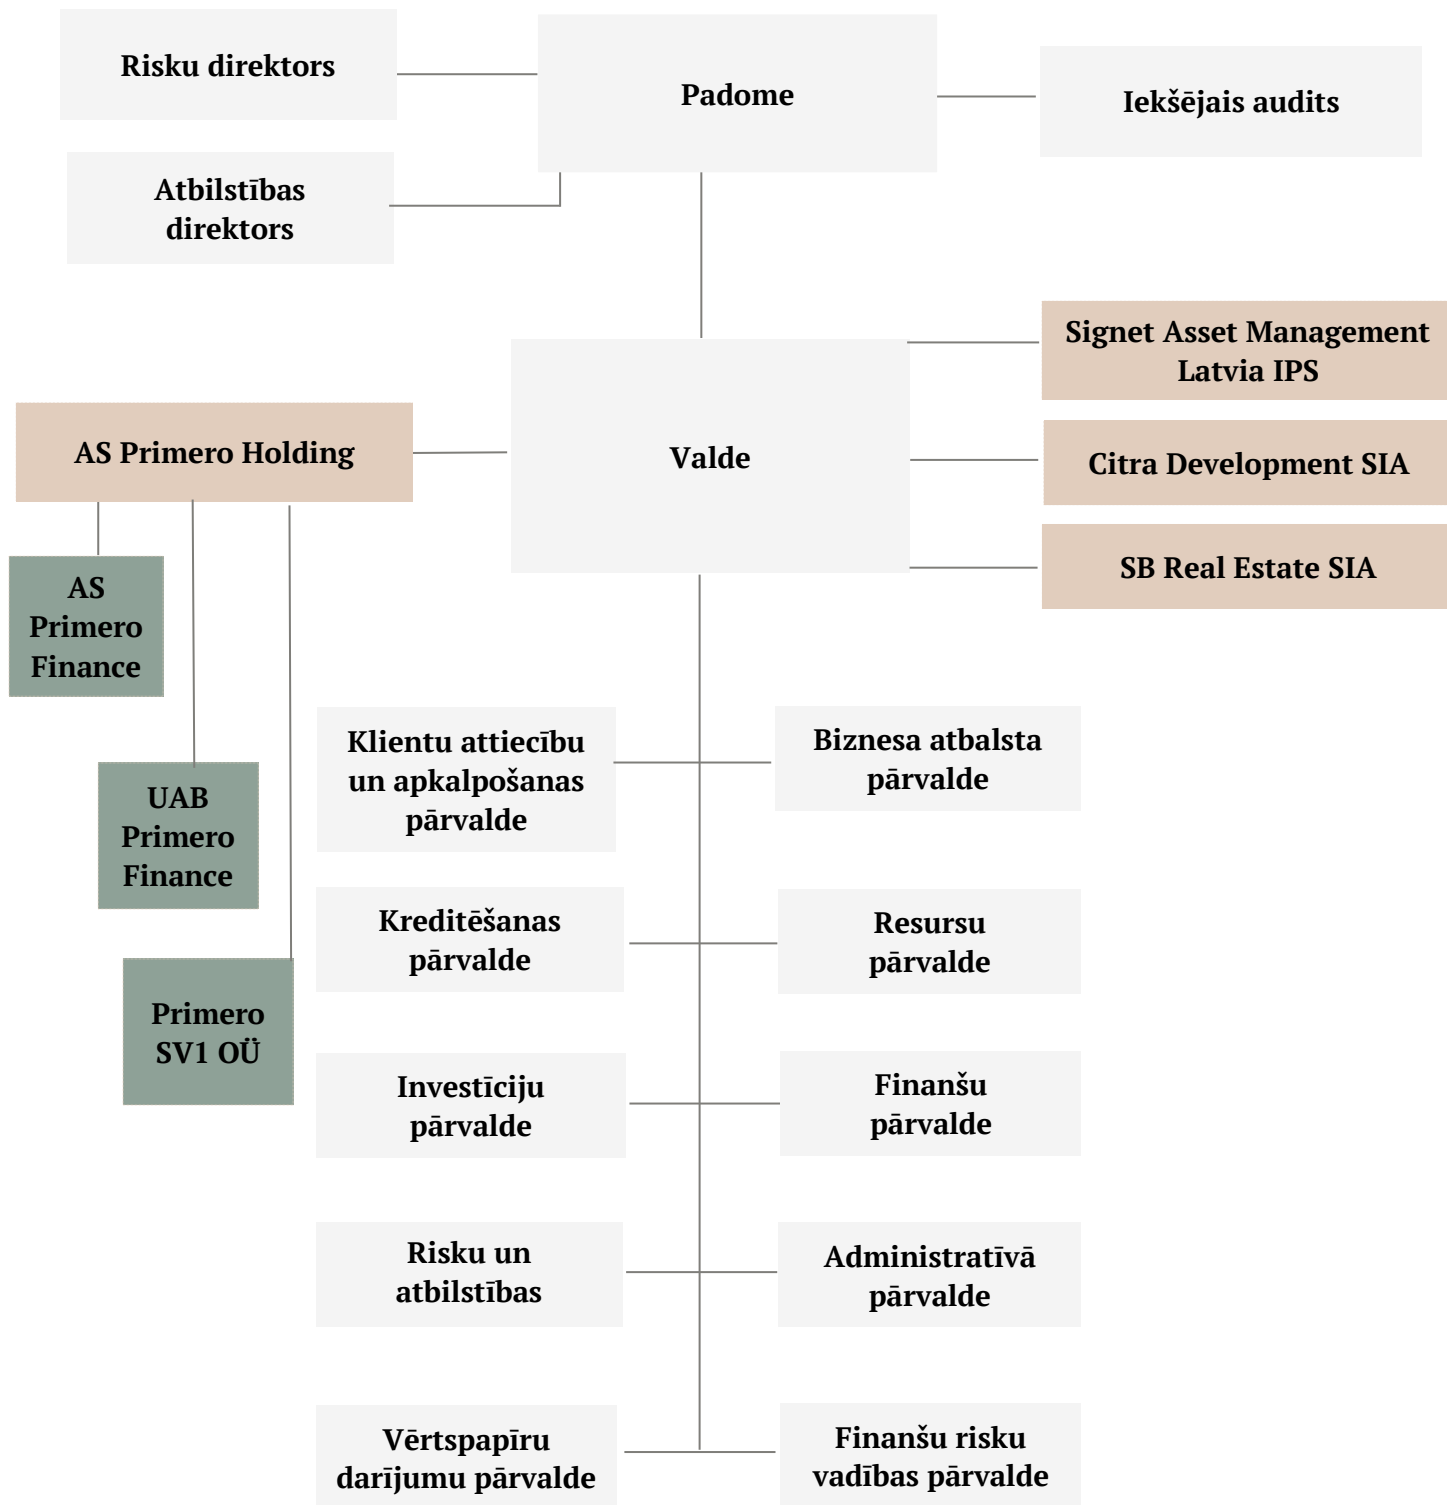 Risku direktors
Padome
Iekšējais audits
Atbilstības
direktors
Signet Asset Management
Latvia IPS
AS Primero Holding
Valde
Citra Development SIA
SB Real Estate SIA
AS
Primero
Finance
UAB
Primero
Finance
Primero
SV1 OÜ
Klientu attiecību
un apkalpošanas
pārvalde
Biznesa atbalsta
pārvalde
Kreditēšanas
pārvalde
Resursu
pārvalde
Investīciju
pārvalde
Finanšu
pārvalde
Risku un
atbilstības
Administratīvā
pārvalde
Vērtspapīru
darījumu pārvalde
Finanšu risku
vadības pārvalde